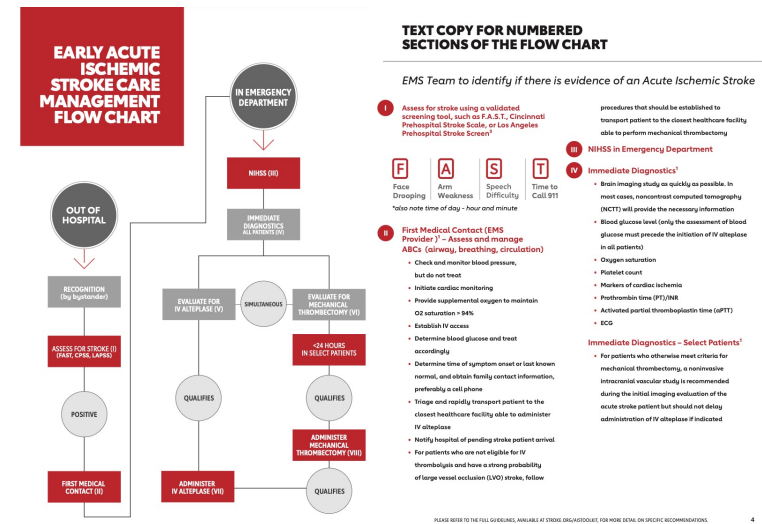 EARLY ACUTE
ISCHEMIC
STROKE CARE
MANAGEMENT
FLOW CHART
OUT OF
HOSPITAL
RECOGNITION
(by bystander)
ASSESS FOR STROKE (I)
(FAST, CPSS, LAPSS)
POSITIVE
FIRST MEDICAL
CONTACT (II)
IN EMERGENCY
DEPARTMENT
NIHSS (III)
IMMEDIATE
DIAGNOSTICS
ALL PATIENTS (IV)
EVALUATE FOR
IV ALTEPLASE (V)
SIMULTANEOUS
EVALUATE FOR
MECHANICAL
THROMBECTOMY (VI)
<24 HOURS
IN SELECT PATIENTS
QUALIFIES
QUALIFIES
ADMINISTER
MECHANICAL
THROMBECTOMY (VIII)
ADMINISTER
IV ALTEPLASE (VII)
QUALIFIES
TEXT COPY FOR NUMBERED
SECTIONS OF THE FLOW CHART
EMS Team to identify if there is evidence of an Acute Ischemic Stroke
I Assess for stroke using a validated
screening tool, such as F.A.S.T., Cincinnati
Prehospital Stroke Scale, or Los Angeles
Prehospital Stroke Screen
F A S T
Face Drooping
Arm Weakness
Speech Difficulty
Time to Call 911
*also note time of day - hour and minute
II First Medical Contact (EMS
Provider )¹ – Assess and manage
ABCs (airway, breathing, circulation)
• Check and monitor blood pressure,
but do not treat
• Initiate cardiac monitoring
• Provide supplemental oxygen to maintain
O2 saturation > 94%
• Establish IV access
• Determine blood glucose and treat
accordingly
• Determine time of symptom onset or last known
normal, and obtain family contact information,
preferably a cell phone
• Triage and rapidly transport patient to the
closest healthcare facility able to administer
IV alteplase
• Notify hospital of pending stroke patient arrival
• For patients who are not eligible for IV
thrombolysis and have a strong probability
of large vessel occlusion (LVO) stroke, follow
procedures that should be established to
transport patient to the closest healthcare facility
able to perform mechanical thrombectomy
III NIHSS in Emergency Department
IV Immediate Diagnostics¹
• Brain imaging study as quickly as possible. In
most cases, noncontrast computed tomography
(NCTT) will provide the necessary information
• Blood glucose level (only the assessment of blood
glucose must precede the initiation of IV alteplase
in all patients)
• Oxygen saturation
• Platelet count
• Markers of cardiac ischemia
• Prothrombin time (PT)/INR
• Activated partial thromboplastin time (aPTT)
• ECG
Immediate Diagnostics – Select Patients¹
• For patients who otherwise meet criteria for
mechanical thrombectomy, a noninvasive
intracranial vascular study is recommended
during the initial imaging evaluation of the
acute stroke patient but should not delay
administration of IV alteplase if indicated
PLEASE REFER TO THE FULL GUIDELINES, AVAILABLE AT STROKE.ORG/AISTOOLKIT, FOR MORE DETAIL ON SPECIFIC RECOMMENDATIONS.
4